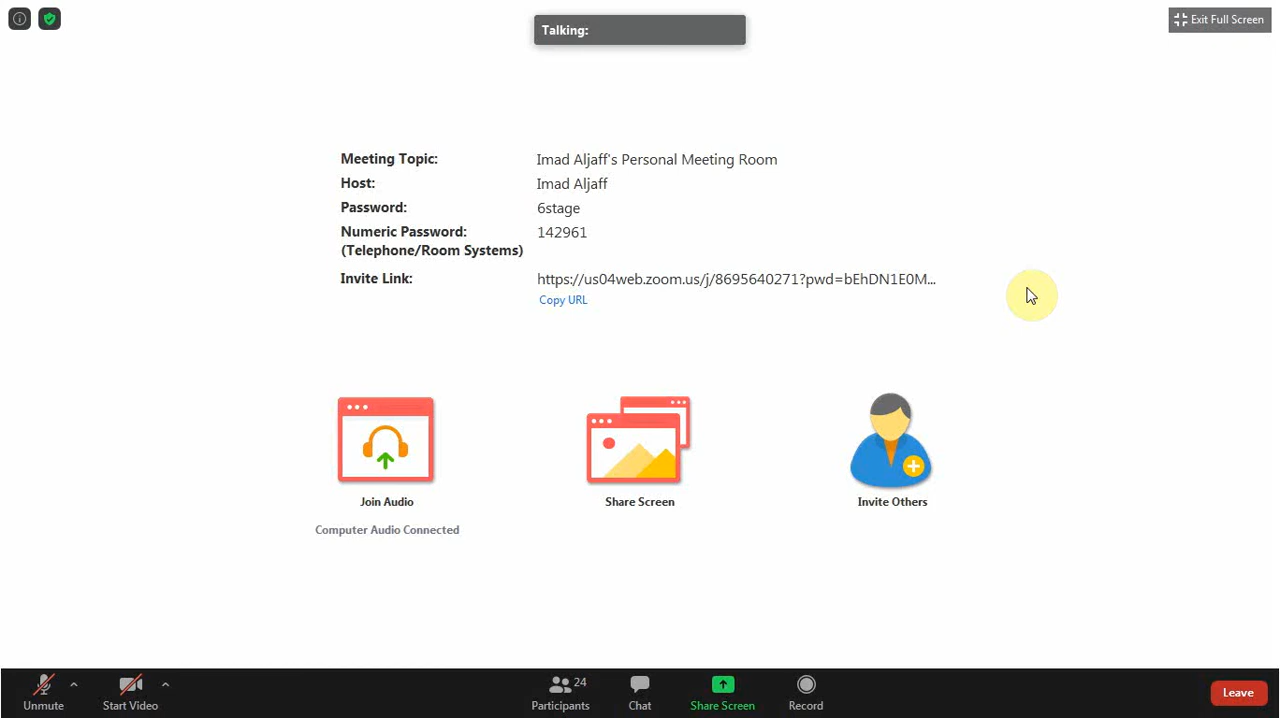 Talking:
Exit Full Screen
Meeting Topic: Imad Aljaff's Personal Meeting Room
Host: Imad Aljaff
Password: 6stage
Numeric Password: 142961
(Telephone/Room Systems)
Invite Link: https://us04web.zoom.us/j/8695640271?pwd=bEhDN1E0M...
Copy URL
Join Audio
Share Screen
Invite Others
Computer Audio Connected
Unmute
Start Video
24
Participants
Chat
Share Screen
Record
Leave